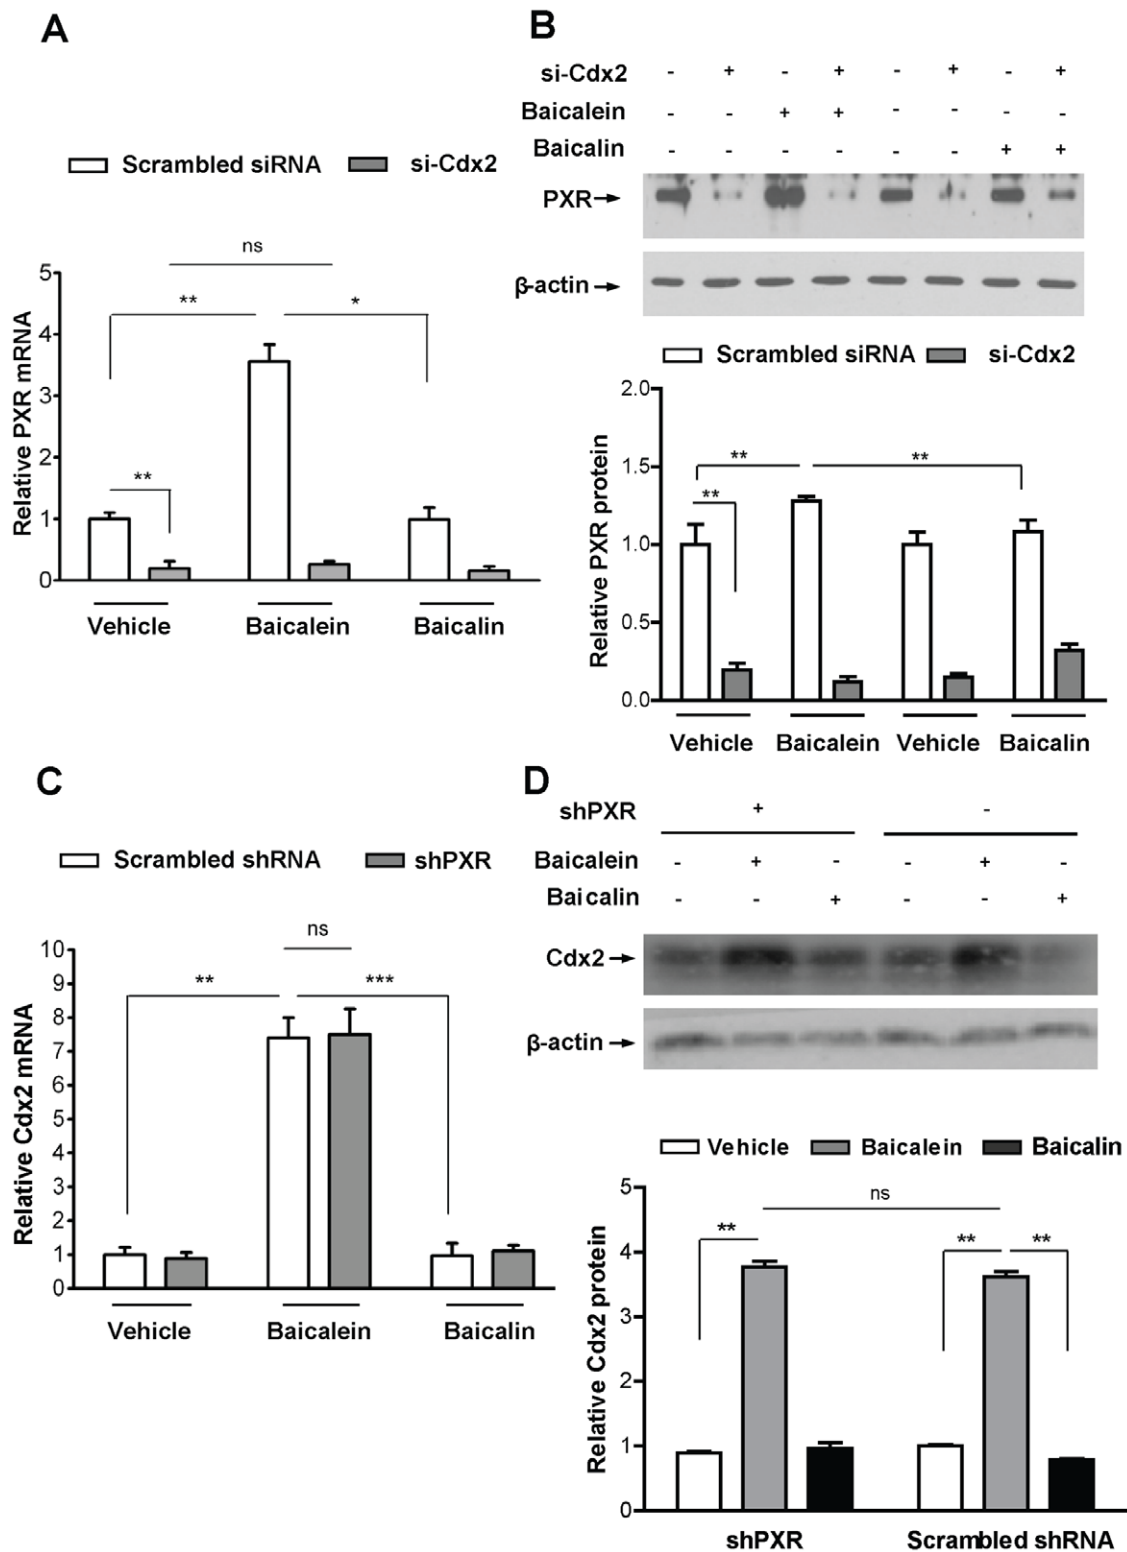 A
Scrambled siRNA si-Cdx2
ns
** *
**
Relative PXR mRNA
5
4
3
2
1
0
Vehicle Baicalein Baicalin
B
si-Cdx2 - + - + - + - +
Baicalein - - + + - - - -
Baicalin - - - - - - + +
PXR
β-actin
Scrambled siRNA si-Cdx2
** **
**
Relative PXR protein
2.0
1.5
1.0
0.5
0.0
Vehicle Baicalein Vehicle Baicalin
C
Scrambled shRNA shPXR
ns
** ***
Relative Cdx2 mRNA
10
9
8
7
6
5
4
3
2
1
0
Vehicle Baicalein Baicalin
D
shPXR + -
Baicalein - + - - + -
Baicalin - - + - - +
Cdx2
β-actin
Vehicle Baicalein Baicalin
ns
** ** **
Relative Cdx2 protein
5
4
3
2
1
0
shPXR Scrambled shRNA